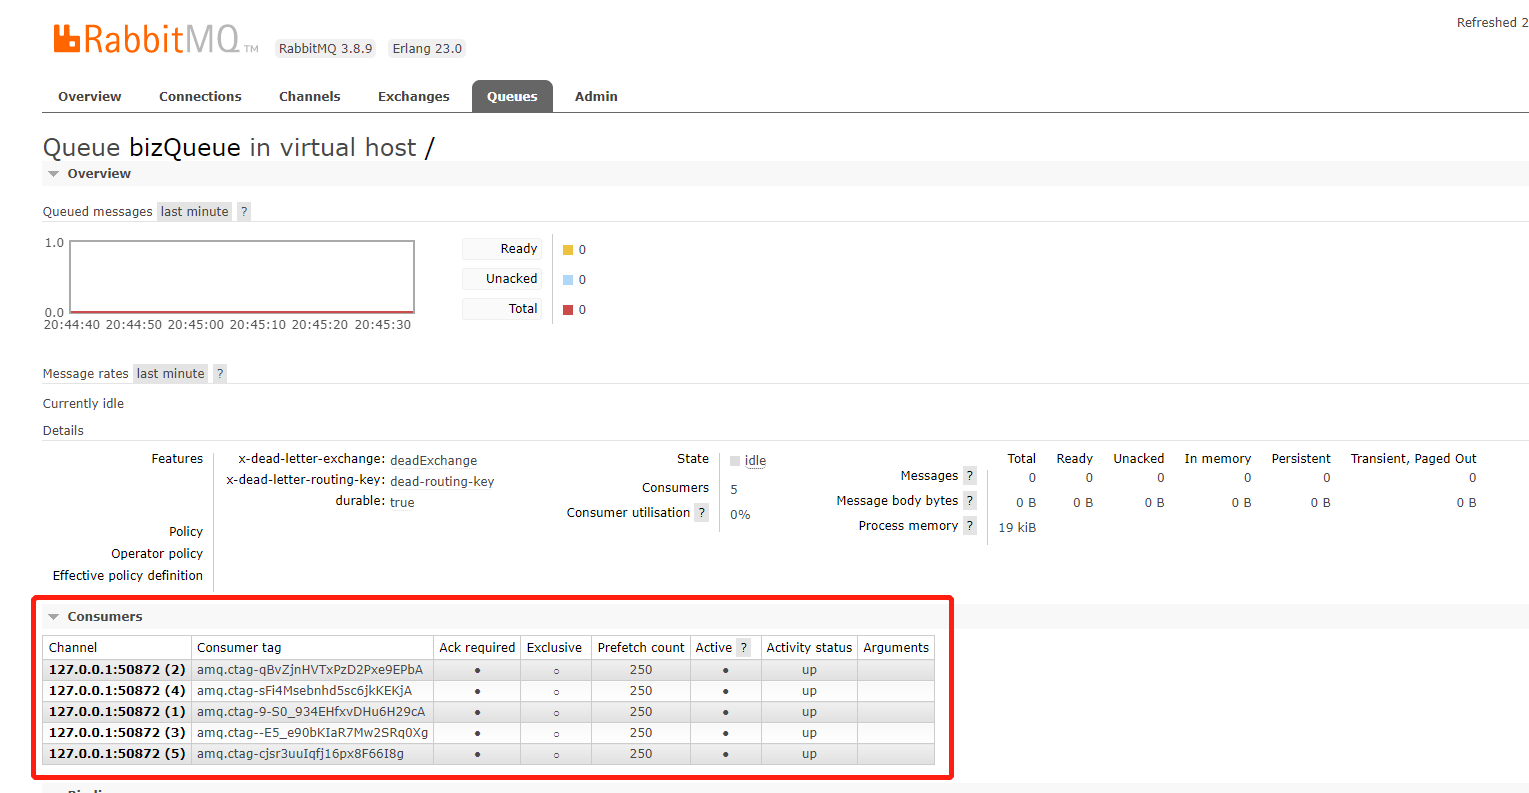 Refreshed 2
RabbitMQ TM RabbitMQ 3.8.9 Erlang 23.0
Overview Connections Channels Exchanges Queues Admin
Queue bizQueue in virtual host /
Overview
Queued messages last minute ?
1.0
0.0
20:44:40 20:44:50 20:45:00 20:45:10 20:45:20 20:45:30
Ready 0
Unacked 0
Total 0
Message rates last minute ?
Currently idle
Details
Features x-dead-letter-exchange: deadExchange
x-dead-letter-routing-key: dead-routing-key
durable: true
Policy
Operator policy
Effective policy definition
State idle
Consumers 5
Consumer utilisation ? 0%
Total Ready Unacked In memory Persistent Transient, Paged Out
Messages ? 0 0 0 0 0 0
Message body bytes ? 0 B 0 B 0 B 0 B 0 B 0 B
Process memory ? 19 kiB
Consumers
Channel Consumer tag Ack required Exclusive Prefetch count Active ? Activity status Arguments
127.0.0.1:50872 (2) amq.ctag-qBvZjnHVTxPzD2Pxe9EPbA ● ○ 250 ● up
127.0.0.1:50872 (4) amq.ctag-sFi4Msebnhd5sc6jkKEKjA ● ○ 250 ● up
127.0.0.1:50872 (1) amq.ctag-9-S0_934EHfxvDHu6H29cA ● ○ 250 ● up
127.0.0.1:50872 (3) amq.ctag--E5_e90bKIaR7Mw2SRq0Xg ● ○ 250 ● up
127.0.0.1:50872 (5) amq.ctag-cjsr3uuIqfj16px8F66I8g ● ○ 250 ● up